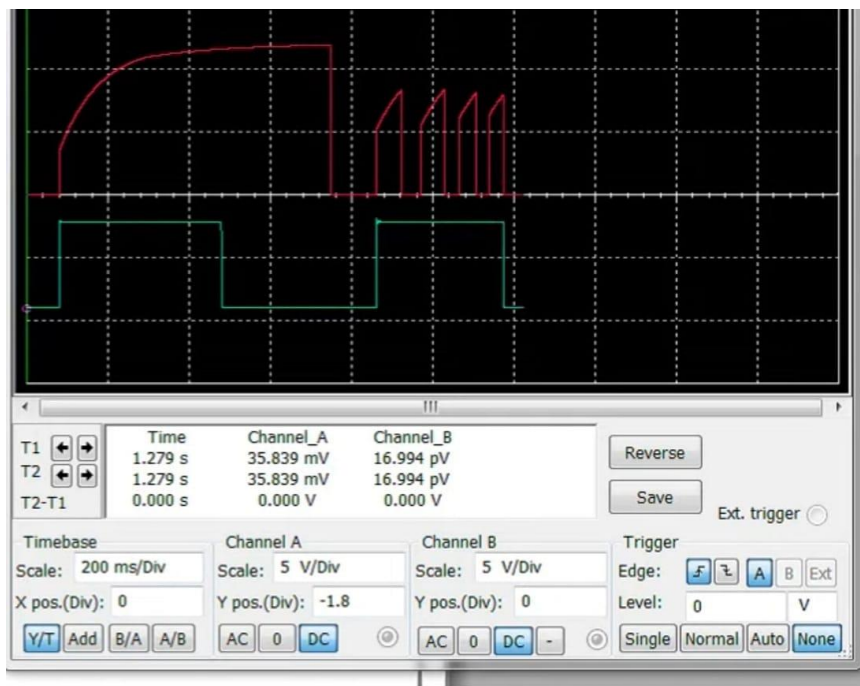 Time Channel_A Channel_B
T1 1.279 s 35.839 mV 16.994 pV
T2 1.279 s 35.839 mV 16.994 pV
T2-T1 0.000 s 0.000 V 0.000 V
Reverse
Save
Ext. trigger
Timebase
Scale: 200 ms/Div
X pos.(Div): 0
Y/T Add B/A A/B
Channel A
Scale: 5 V/Div
Y pos.(Div): -1.8
AC 0 DC
Channel B
Scale: 5 V/Div
Y pos.(Div): 0
AC 0 DC -
Trigger
Edge: A B Ext
Level: 0 V
Single Normal Auto None